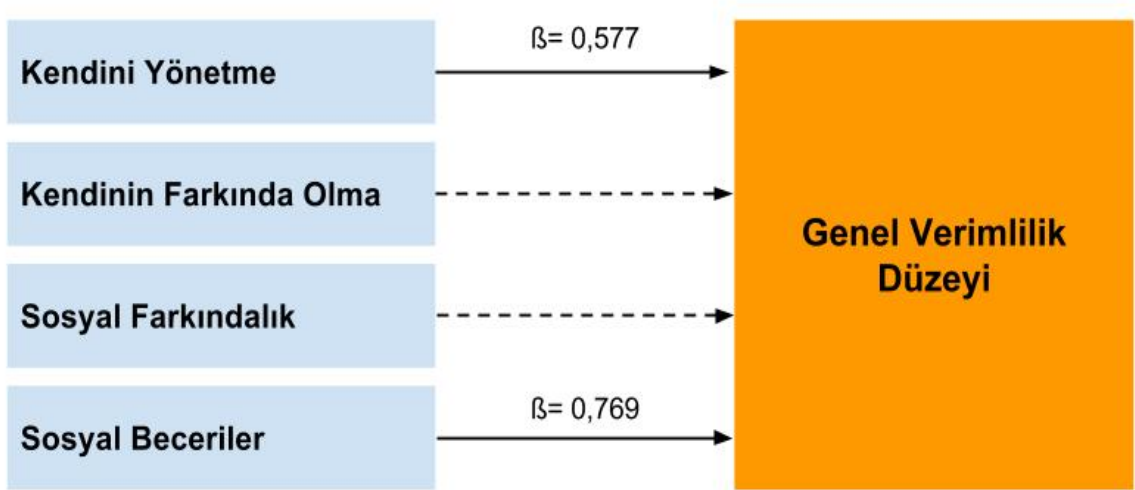 Kendini Yönetme
ß= 0,577
Kendinin Farkında Olma
Sosyal Farkındalık
Sosyal Beceriler
ß= 0,769
Genel Verimlilik
Düzeyi